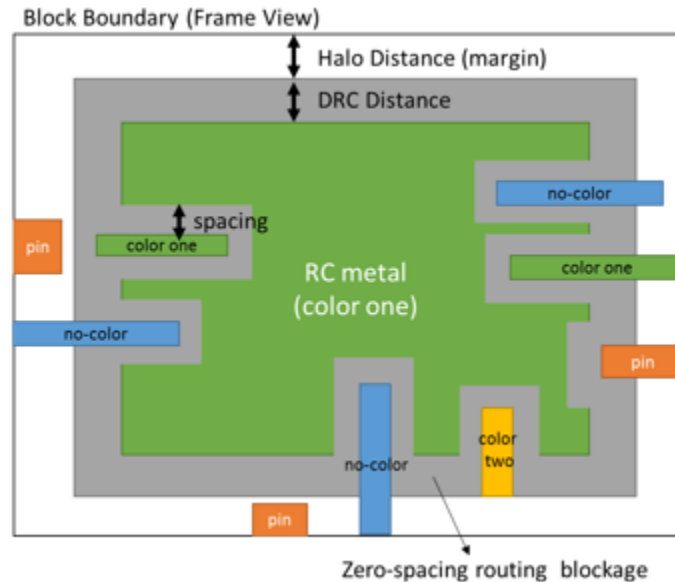 Block Boundary (Frame View)
Halo Distance (margin)
DRC Distance
no-color
spacing
pin
color one
color one
RC metal
(color one)
no-color
pin
color
two
no-color
pin
Zero-spacing routing blockage